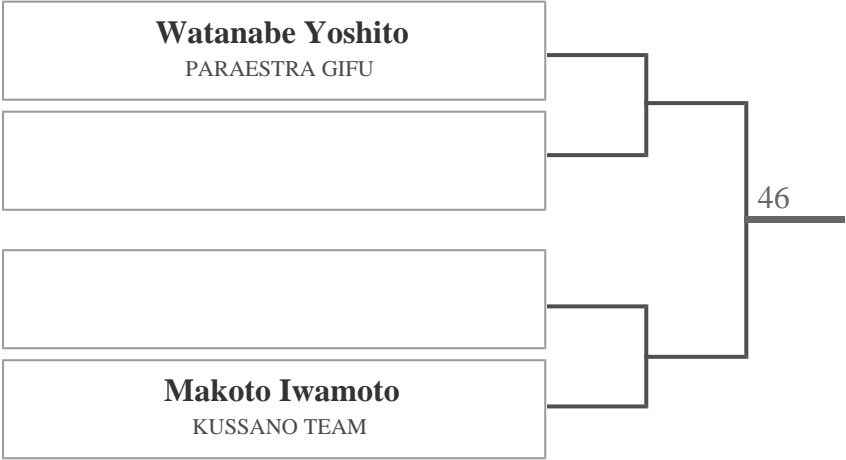 Watanabe Yoshito
PARAESTRA GIFU
46
Makoto Iwamoto
KUSSANO TEAM